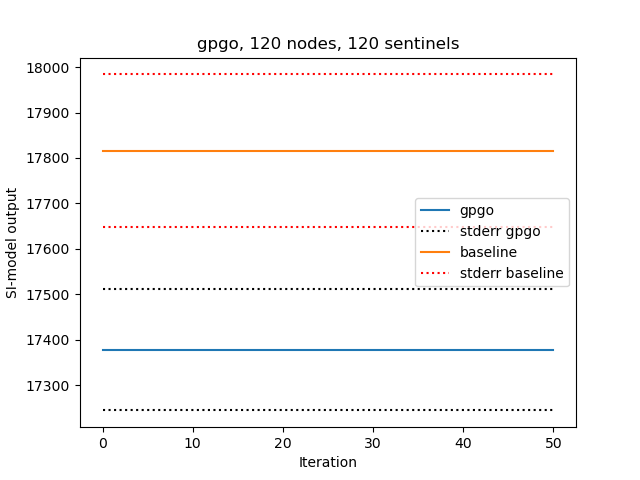 gpgo, 120 nodes, 120 sentinels
18000
17900
17800
17700
17600
17500
17400
17300
SI-model output
gpgo
stderr gpgo
baseline
stderr baseline
0 10 20 30 40 50
Iteration